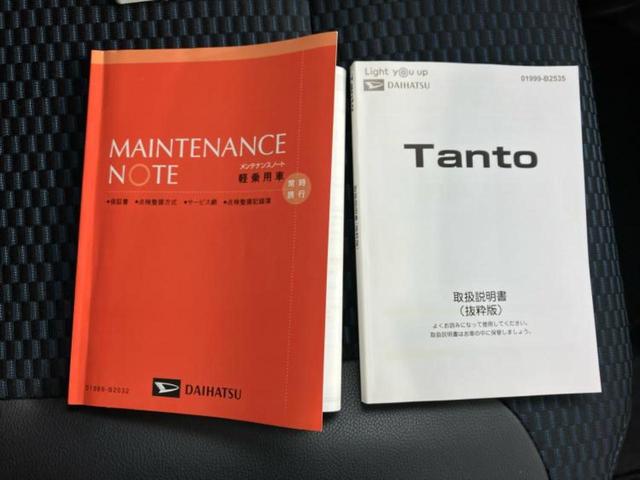 MAINTENANCE
NOTE
メンテナンスノート
軽乗用車
常時
携行
●保証書 ●点検整備方式 ●サービス網 ●点検整備記録簿
01999-B2032
DAIHATSU
Light you up
DAIHATSU
01999-B2535
Tanto
取扱説明書
（抜粋版）
よくお読みになって使用してください。
取扱説明書はお車の中に保管しましょう。